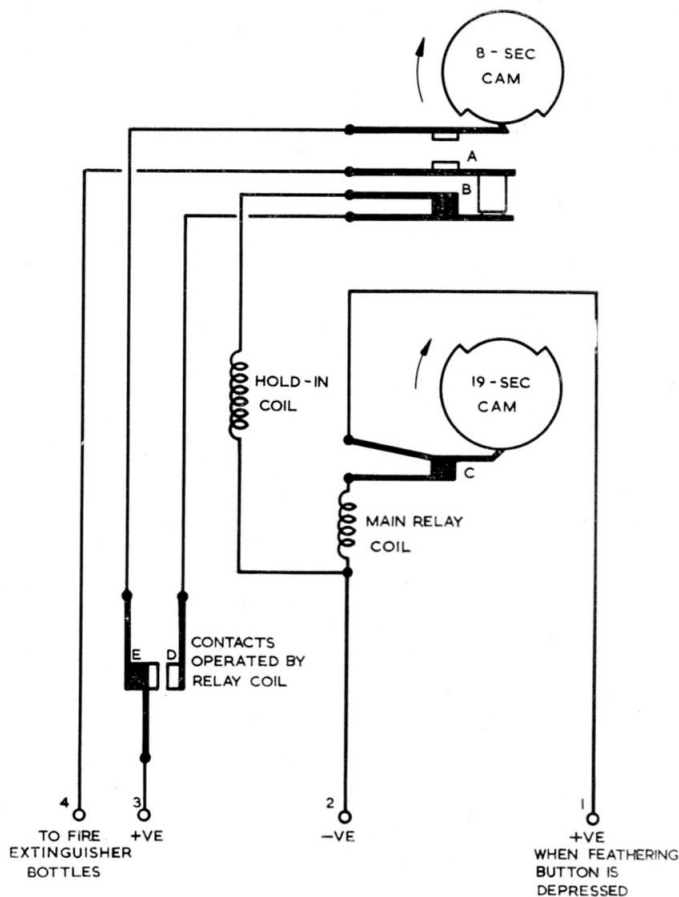 8 - SEC
CAM
A
B
HOLD-IN
COIL
19-SEC
CAM
C
MAIN RELAY
COIL
CONTACTS
OPERATED BY
RELAY COIL
E
D
4
3
2
1
TO FIRE
EXTINGUISHER
BOTTLES
+VE
-VE
+VE
WHEN FEATHERING
BUTTON IS
DEPRESSED